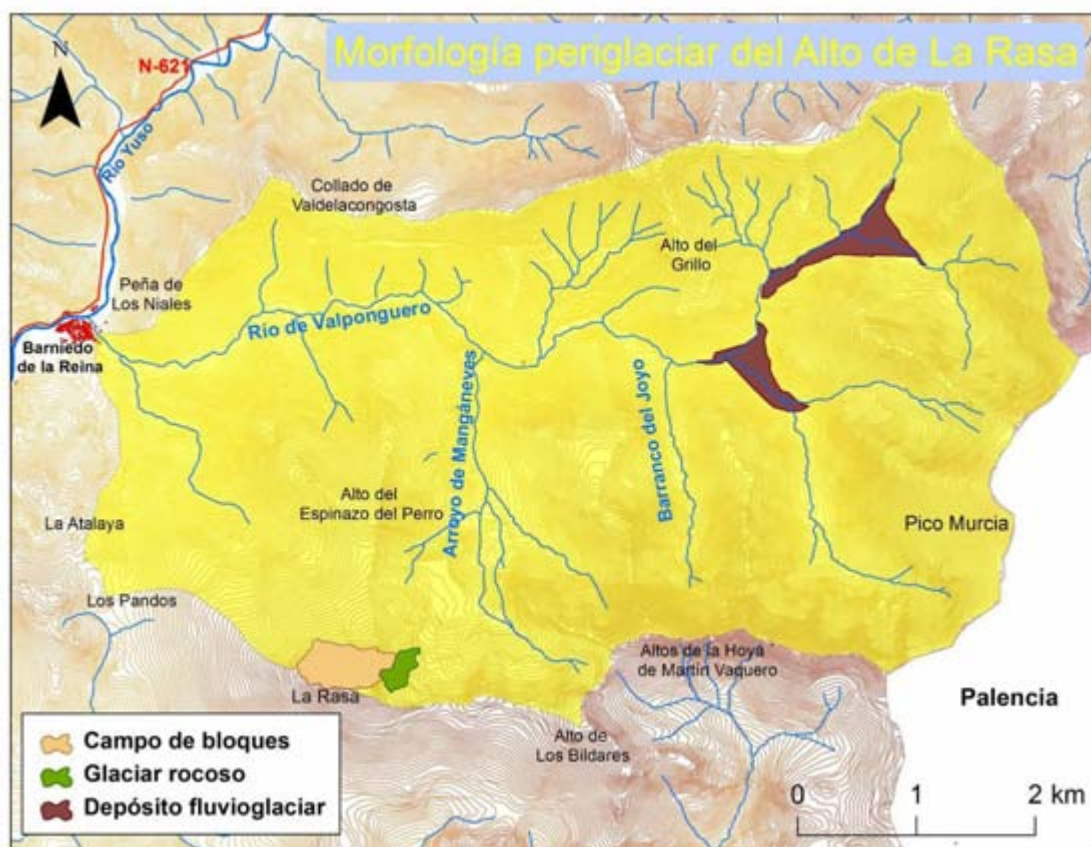 Morfología periglaciar del Alto de La Rasa
N
N-621
Río Yuso
Collado de
Valdelacongosta
Alto del
Grillo
Peña de
Los Niales
Río de Valponguero
Barniedo
de la Reina
Arroyo de Mangáneves
Barranco del Joyo
Alto del
Espinazo del Perro
La Atalaya
Pico Murcia
Los Pandos
Altos de la Hoya
de Martín Vaquero
La Rasa
Palencia
Alto de
Los Bildares
Campo de bloques
Glaciar rocoso
Depósito fluvioglaciar
0 1 2 km